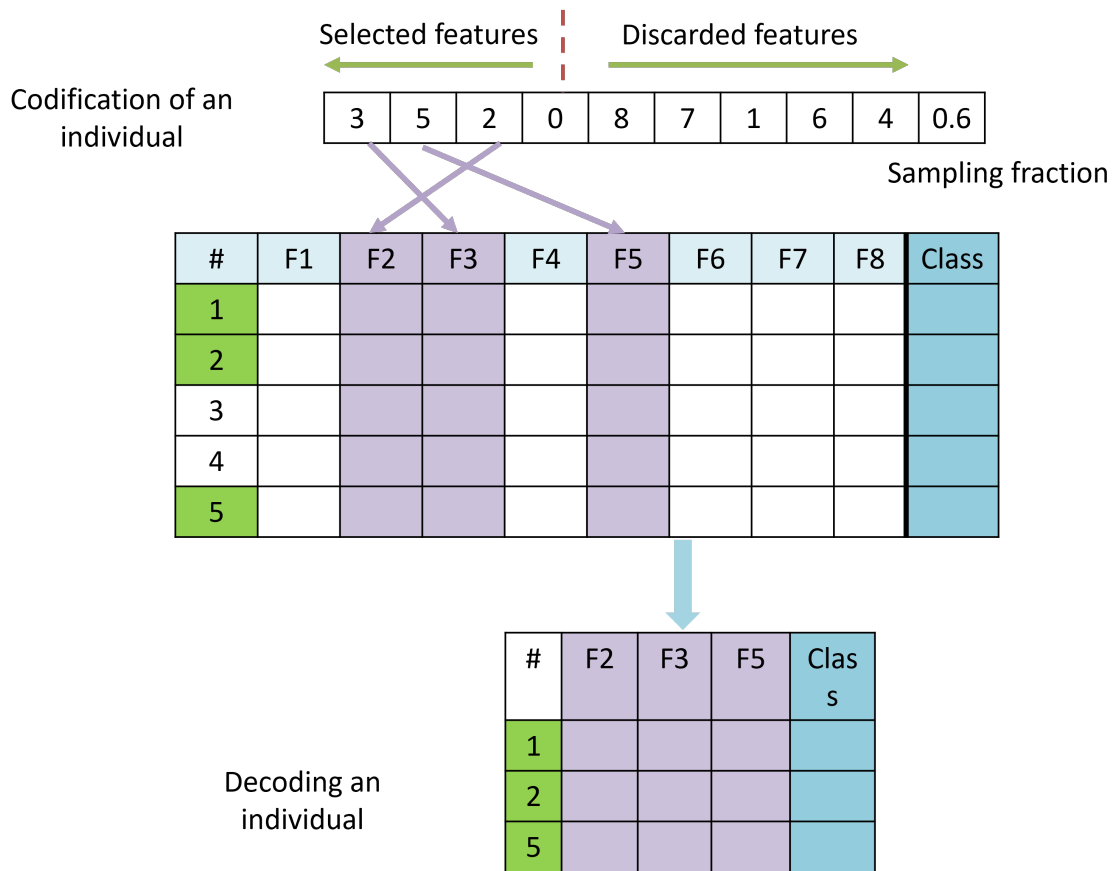 Selected features
Discarded features
Codification of an
individual
3 5 2 0 8 7 1 6 4 0.6
Sampling fraction
# F1 F2 F3 F4 F5 F6 F7 F8 Class
1
2
3
4
5
# F2 F3 F5 Clas
s
1
2
5
Decoding an
individual